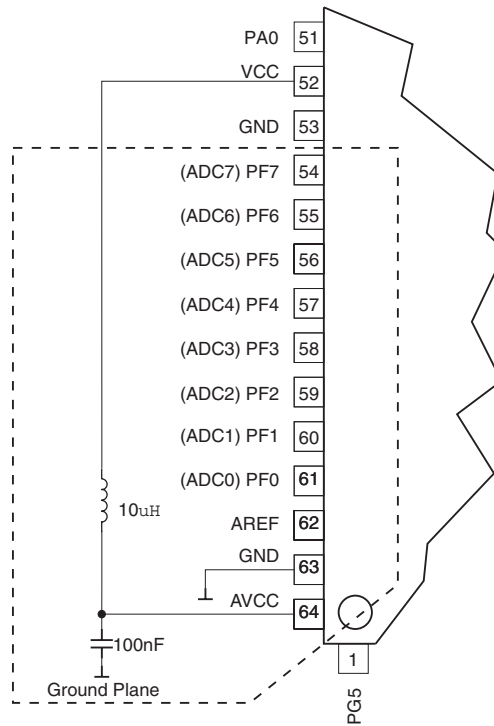 PA0 51
VCC 52
GND 53
(ADC7) PF7 54
(ADC6) PF6 55
(ADC5) PF5 56
(ADC4) PF4 57
(ADC3) PF3 58
(ADC2) PF2 59
(ADC1) PF1 60
(ADC0) PF0 61
10uH
AREF 62
GND 63
AVCC 64
100nF
Ground Plane
1
PG5